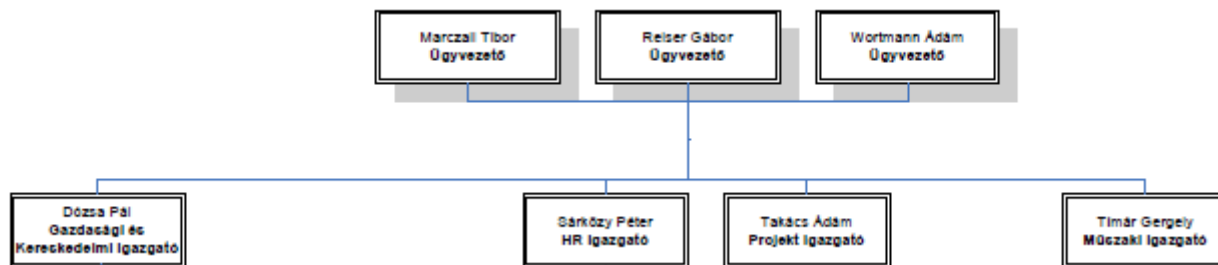 Marczali Tibor
Ügyvezető
Reiser Gábor
Ügyvezető
Wortmann Ádám
Ügyvezető
Dózsa Pál
Gazdasági és
Kereskedelmi Igazgató
Sárközy Péter
HR Igazgató
Takács Ádám
Projekt Igazgató
Tímár Gergely
Műszaki Igazgató